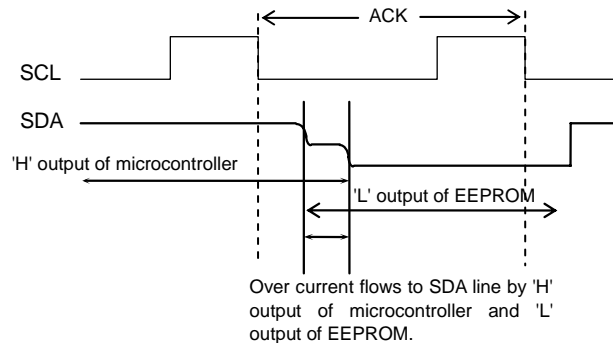 ACK
SCL
SDA
'H' output of microcontroller
'L' output of EEPROM
Over current flows to SDA line by 'H'
output of microcontroller and 'L'
output of EEPROM.